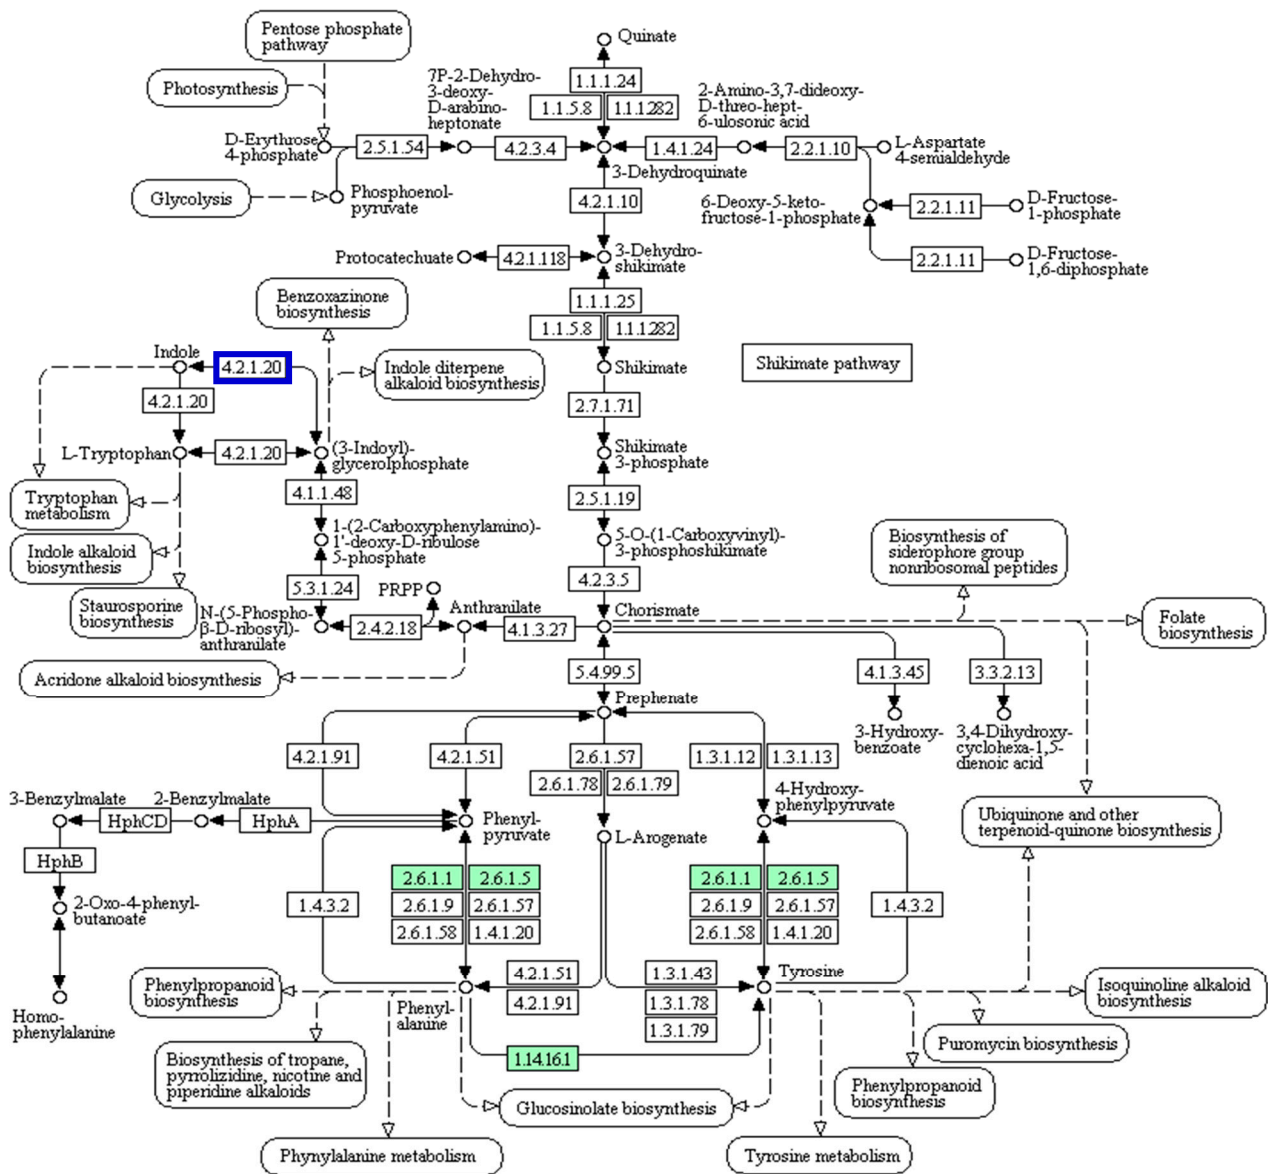 Pentose phosphate
pathway
Photosynthesis
Quinate
1.1.1.24
1.1.5.8
1.1.1.282
7P-2-Dehydro-
3-deoxy-
D-arabino-
heptonate
2-Amino-3,7-dideoxy-
D-threo-hept-
6-ulosonic acid
D-Erythrose
4-phosphate
2.5.1.54
4.2.3.4
1.4.1.24
2.2.1.10
L-Aspartate
4-semialdehyde
3-Dehydroquinate
Glycolysis
Phosphoenol-
pyruvate
4.2.1.10
6-Deoxy-5-keto-
fructose-1-phosphate
2.2.1.11
D-Fructose-
1-phosphate
Protocatechuate
4.2.1.118
3-Dehydro-
shikimate
2.2.1.11
D-Fructose-
1,6-diphosphate
Benzoxazinone
biosynthesis
1.1.1.25
1.1.5.8
1.1.1.282
Indole
4.2.1.20
Indole diterpene
alkaloid biosynthesis
Shikimate
Shikimate pathway
4.2.1.20
2.7.1.71
L-Tryptophan
4.2.1.20
(3-Indoyl)-
glycerolphosphate
Shikimate
3-phosphate
Tryptophan
metabolism
4.1.1.48
2.5.1.19
1-(2-Carboxyphenylamino)-
1'-deoxy-D-ribulose
5-phosphate
5-O-(1-Carboxyvinyl)-
3-phosphoshikimate
Biosynthesis of
siderophore group
nonribosomal peptides
Indole alkaloid
biosynthesis
5.3.1.24
PRPP
4.2.3.5
Staurosporine
biosynthesis
N-(5-Phospho-
β-D-ribosyl)-
anthranilate
2.4.2.18
Anthranilate
4.1.3.27
Chorismate
Folate
biosynthesis
Acridone alkaloid biosynthesis
5.4.99.5
4.1.3.45
3.3.2.13
Prephenate
3-Hydroxy-
benzoate
3,4-Dihydroxy-
cyclohexa-1,5-
dienoic acid
4.2.1.91
4.2.1.51
2.6.1.57
2.6.1.78
2.6.1.79
1.3.1.12
1.3.1.13
3-Benzylmalate
2-Benzylmalate
HphCD
HphA
Phenyl-
pyruvate
L-Arogenate
4-Hydroxy-
phenylpyruvate
Ubiquinone and other
terpenoid-quinone biosynthesis
HphB
2-Oxo-4-phenyl-
butanoate
1.4.3.2
2.6.1.1
2.6.1.5
2.6.1.9
2.6.1.57
2.6.1.58
1.4.1.20
2.6.1.1
2.6.1.5
2.6.1.9
2.6.1.57
2.6.1.58
1.4.1.20
1.4.3.2
Homo-
phenylalanine
Phenylpropanoid
biosynthesis
Phenyl-
alanine
4.2.1.51
4.2.1.91
1.3.1.43
1.3.1.78
1.3.1.79
Tyrosine
Isoquinoline alkaloid
biosynthesis
Puromycin biosynthesis
Biosynthesis of tropane,
pyrrolizidine, nicotine and
piperidine alkaloids
1.14.16.1
Phenylpropanoid
biosynthesis
Glucosinolate biosynthesis
Phynylalanine metabolism
Tyrosine metabolism